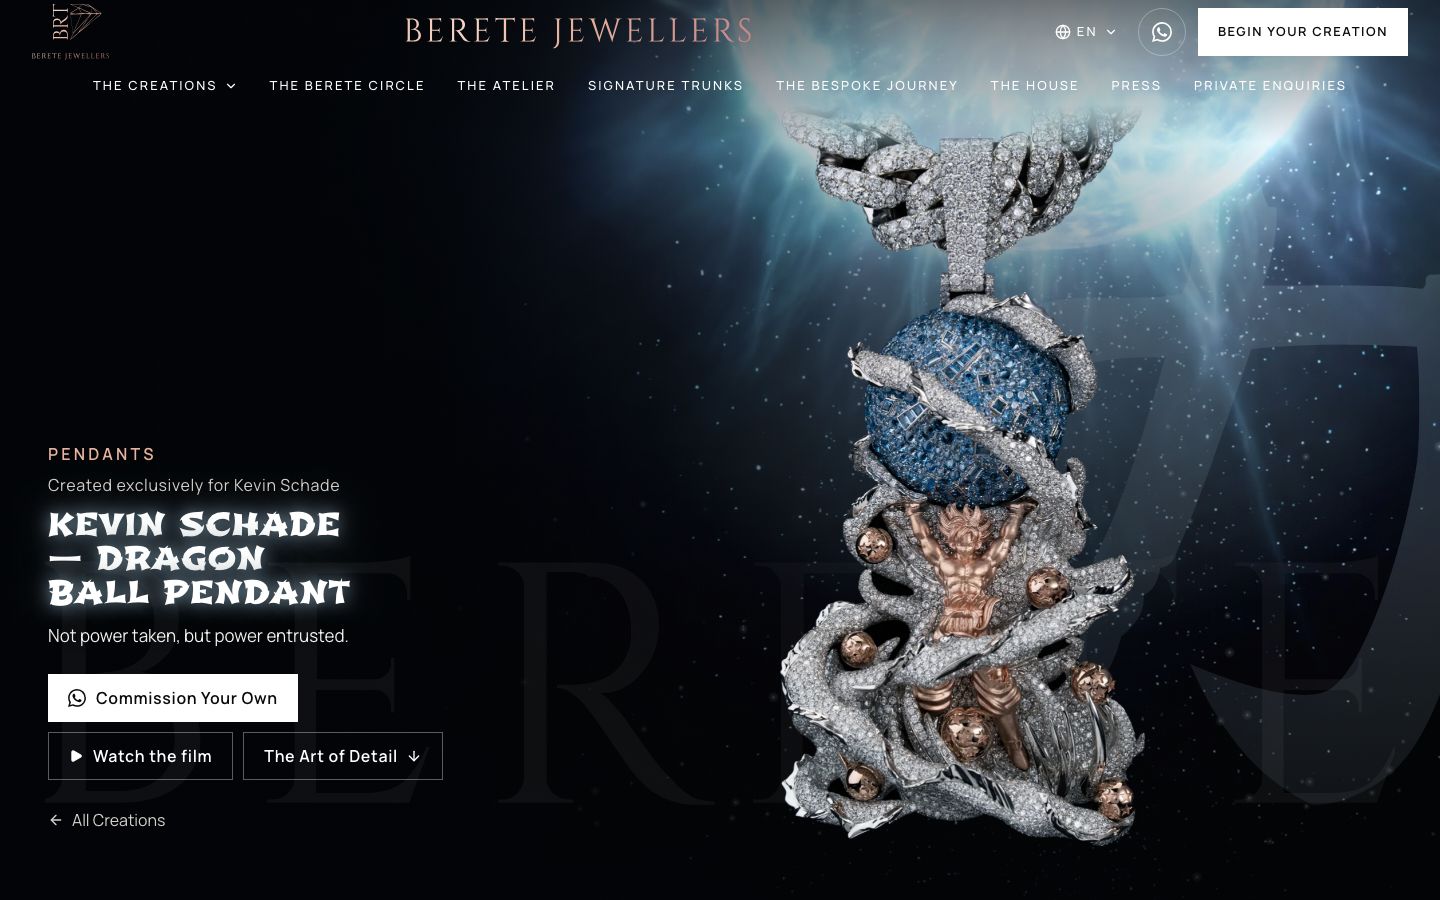 BRT
BERETE JEWELLERS
BERETE JEWELLERS
EN
BEGIN YOUR CREATION
THE CREATIONS
THE BERETE CIRCLE
THE ATELIER
SIGNATURE TRUNKS
THE BESPOKE JOURNEY
THE HOUSE
PRESS
PRIVATE ENQUIRIES
PENDANTS
Created exclusively for Kevin Schade
KEVIN SCHADE
— DRAGON
BALL PENDANT
Not power taken, but power entrusted.
Commission Your Own
Watch the film
The Art of Detail
All Creations